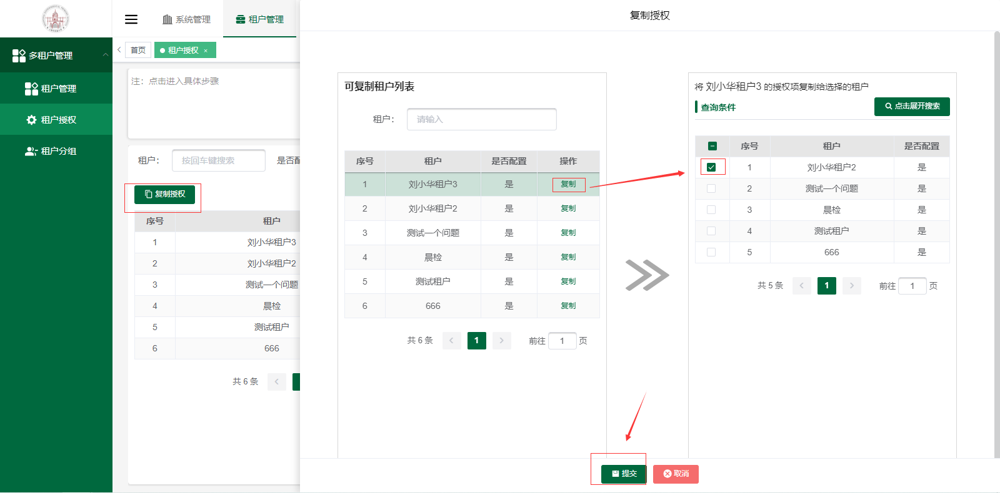 系统管理
租户管理
复制授权
多租户管理
租户管理
租户授权
租户分组
首页
租户授权 ×
注：点击进入具体步骤
租户：
按回车键搜索
是否配
复制授权
序号 租户
1 刘小华租户3
2 刘小华租户2
3 测试一个问题
4 晨检
5 测试租户
6 666
共 6 条
可复制租户列表
租户：
请输入
序号 租户 是否配置 操作
1 刘小华租户3 是 复制
2 刘小华租户2 是 复制
3 测试一个问题 是 复制
4 晨检 是 复制
5 测试租户 是 复制
6 666 是 复制
共 6 条 1 前往 1 页
将 刘小华租户3 的授权项复制给选择的租户
查询条件
点击展开搜索
序号 租户 是否配置
1 刘小华租户2 是
2 测试一个问题 是
3 晨检 是
4 测试租户 是
5 666 是
共 5 条 1 前往 1 页
提交
取消